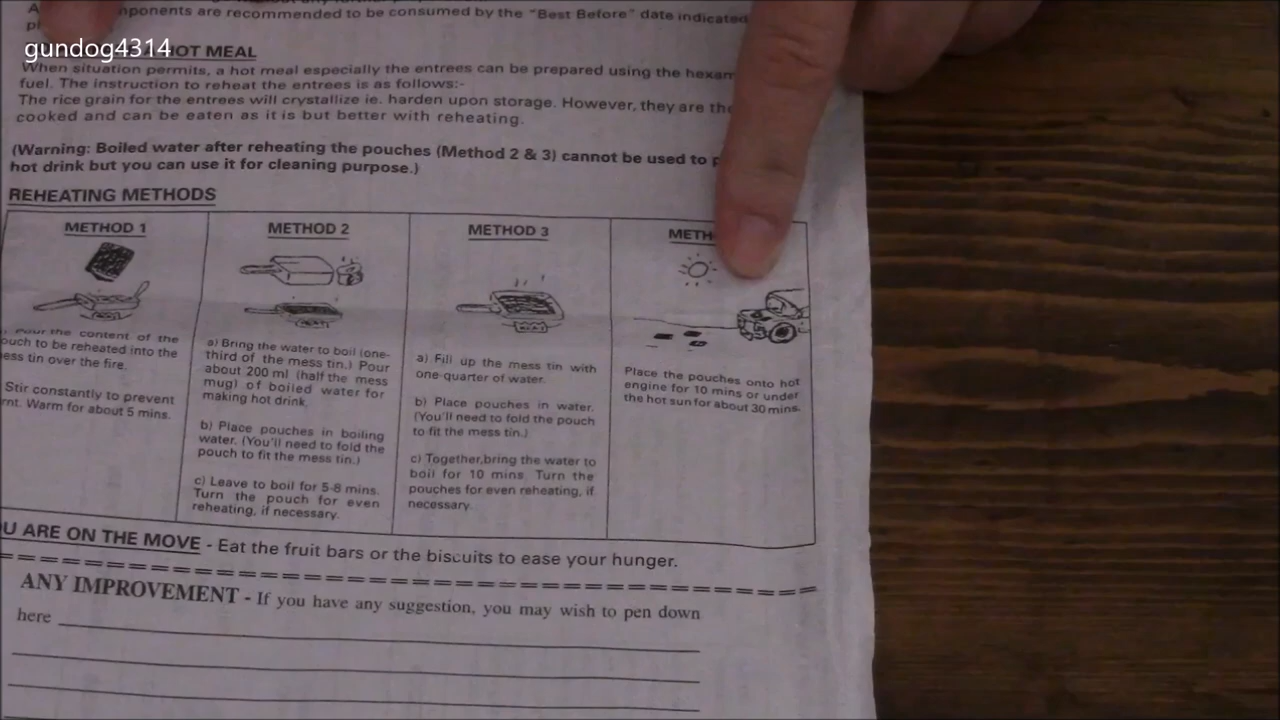 ponents are recommended to be consumed by the "Best Before" date indicated
gundog4314
HOT MEAL
When situation permits, a hot meal especially the entrees can be prepared using the hexam
fuel. The instruction to reheat the entrees is as follows:-
The rice grain for the entrees will crystallize ie. harden upon storage. However, they are the
cooked and can be eaten as it is but better with reheating.
(Warning: Boiled water after reheating the pouches (Method 2 & 3) cannot be used to p
hot drink but you can use it for cleaning purpose.)
REHEATING METHODS
METHOD 1
Pour the content of the
ouch to be reheated into the
ess tin over the fire.
Stir constantly to prevent
rnt. Warm for about 5 mins.
METHOD 2
a) Bring the water to boil (one-
third of the mess tin.) Pour
about 200 ml (half the mess
mug) of boiled water for
making hot drink.
b) Place pouches in boiling
water. (You'll need to fold the
pouch to fit the mess tin.)
c) Leave to boil for 5-8 mins.
Turn the pouch for even
reheating, if necessary.
METHOD 3
a) Fill up the mess tin with
one-quarter of water.
b) Place pouches in water.
(You'll need to fold the pouch
to fit the mess tin.)
c) Together,bring the water to
boil for 10 mins. Turn the
pouches for even reheating, if
necessary.
METH
Place the pouches onto hot
engine for 10 mins or under
the hot sun for about 30 mins.
U ARE ON THE MOVE - Eat the fruit bars or the biscuits to ease your hunger.
ANY IMPROVEMENT - If you have any suggestion, you may wish to pen down
here